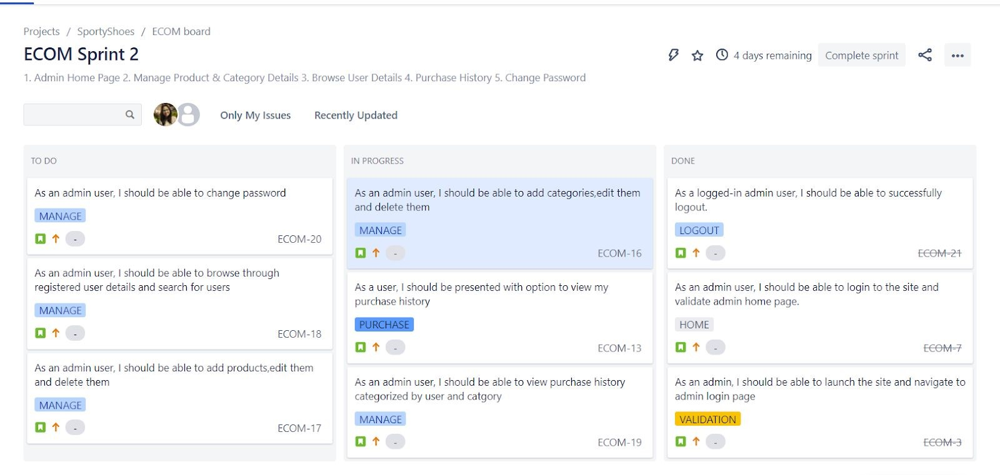 Projects / SportyShoes / ECOM board
ECOM Sprint 2
4 days remaining
Complete sprint
1. Admin Home Page 2. Manage Product & Category Details 3. Browse User Details 4. Purchase History 5. Change Password
Only My Issues
Recently Updated
TO DO
As an admin user, I should be able to change password
MANAGE
- ECOM-20
As an admin user, I should be able to browse through
registered user details and search for users
MANAGE
- ECOM-18
As an admin user, I should be able to add products,edit them
and delete them
MANAGE
- ECOM-17
IN PROGRESS
As an admin user, I should be able to add categories,edit them
and delete them
MANAGE
- ECOM-16
As a user, I should be presented with option to view my
purchase history
PURCHASE
- ECOM-13
As an admin user, I should be able to view purchase history
categorized by user and catgory
MANAGE
- ECOM-19
DONE
As a logged-in admin user, I should be able to successfully
logout.
LOGOUT
- ECOM-21
As an admin user, I should be able to login to the site and
validate admin home page.
HOME
- ECOM-7
As an admin, I should be able to launch the site and navigate to
admin login page
VALIDATION
- ECOM-3